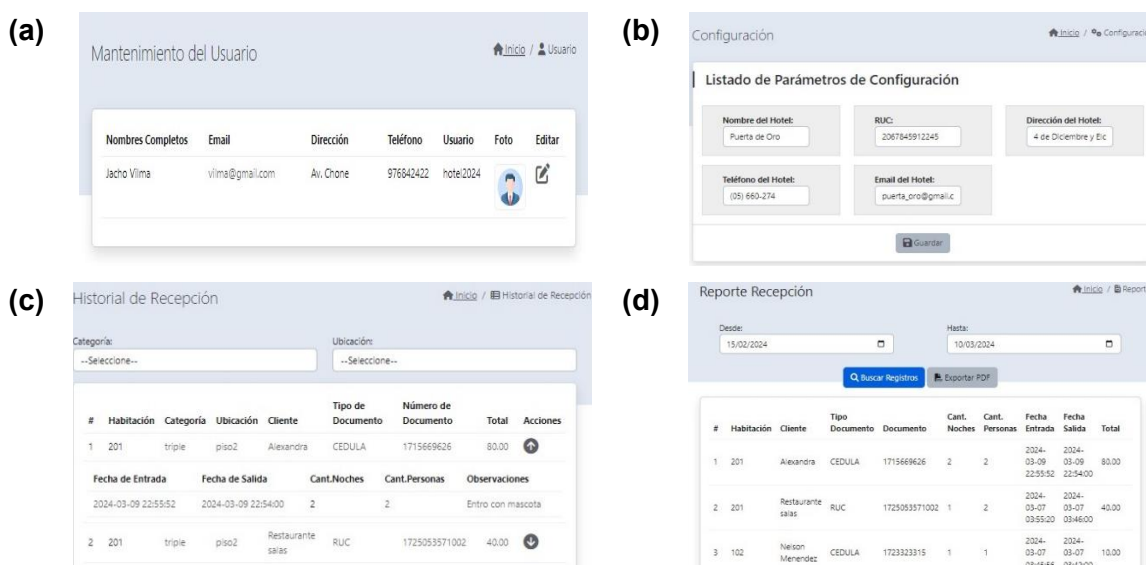 (a)
Mantenimiento del Usuario
Inicio / Usuario
Nombres Completos Email Dirección Teléfono Usuario Foto Editar
Jacho Vilma vilma@gmail.com Av. Chone 976842422 hotel2024
(b)
Configuración
Inicio / Configuraci
Listado de Parámetros de Configuración
Nombre del Hotel: RUC: Dirección del Hotel:
Puerta de Oro 2067845912245 4 de Diciembre y Elc
Teléfono del Hotel: Email del Hotel:
(05) 660-274 puerta_oro@gmail.c
Guardar
(c)
Historial de Recepción
Inicio / Historial de Recepción
Categoría: Ubicación:
--Seleccione-- --Seleccione--
# Habitación Categoría Ubicación Cliente Tipo de Documento Número de Documento Total Acciones
1 201 triple piso2 Alexandra CEDULA 1715669626 80.00
Fecha de Entrada Fecha de Salida Cant.Noches Cant.Personas Observaciones
2024-03-09 22:55:52 2024-03-09 22:54:00 2 2 Entro con mascota
2 201 triple piso2 Restaurante salas RUC 1725053571002 40.00
(d)
Reporte Recepción
Inicio / Report
Desde: Hasta:
15/02/2024 10/03/2024
Buscar Registros Exportar PDF
# Habitación Cliente Tipo Documento Documento Cant. Noches Cant. Personas Fecha Entrada Fecha Salida Total
1 201 Alexandra CEDULA 1715669626 2 2 2024-03-09 22:55:52 2024-03-09 22:54:00 80.00
2 201 Restaurante salas RUC 1725053571002 1 2 2024-03-07 03:55:20 2024-03-07 03:46:00 40.00
3 102 Nelson Menendez CEDULA 1723323315 1 1 2024-03-07 2024-03-07 10.00